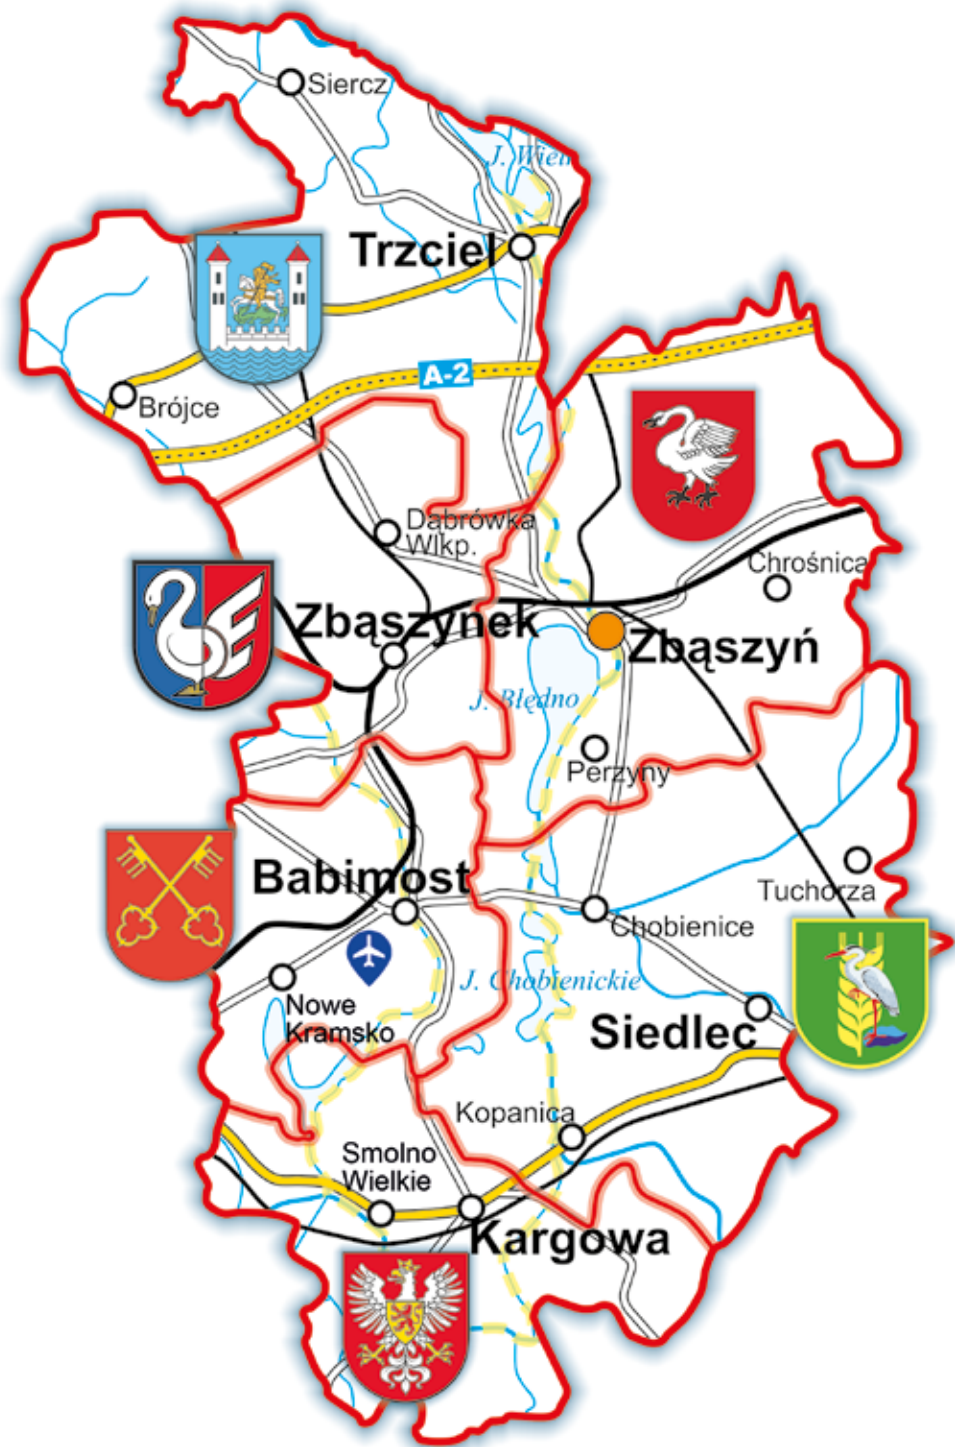 Siercz
J. Wiel
Trzciel
A-2
Brójce
Dąbrówka
Wlkp.
Chrośnica
Zbąszynek
Zbąszyń
J. Błędno
Perzyny
Tuchorza
Babimost
Chobienice
J. Chobienickie
Nowe
Kramsko
Siedlec
Kopanica
Smolno
Wielkie
Kargowa